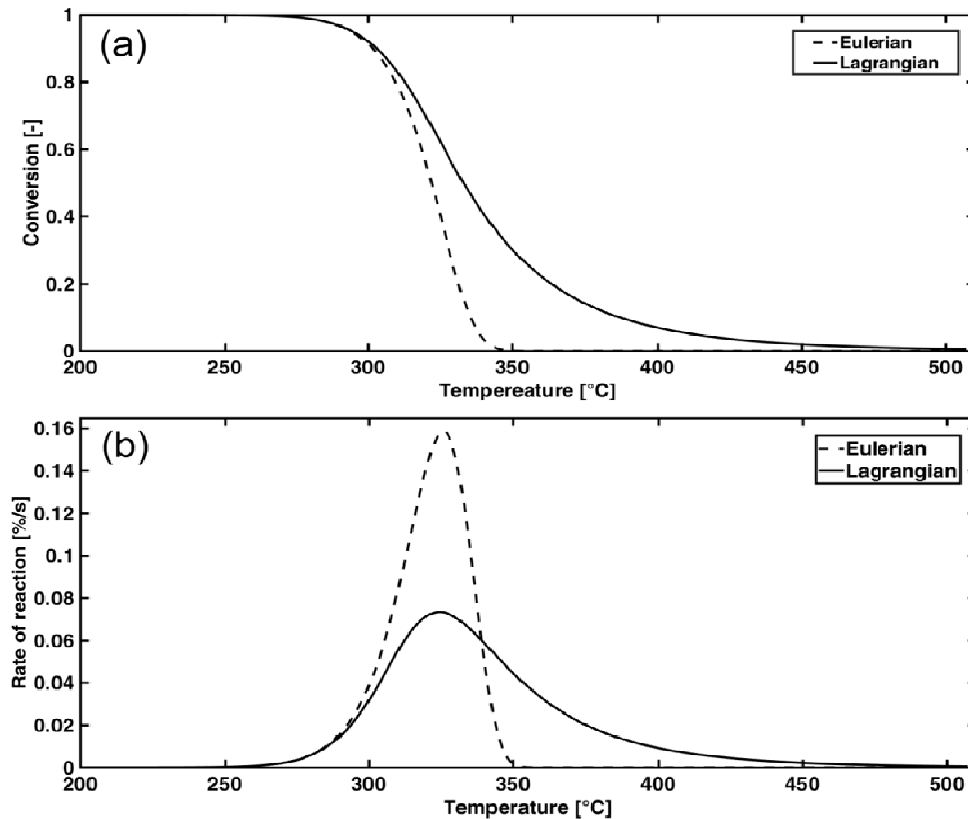 (a)
Eulerian
Lagrangian
Conversion [-]
1
0.8
0.6
0.4
0.2
0
200 250 300 350 400 450 500
Tempereature [°C]
(b)
Eulerian
Lagrangian
Rate of reaction [%/s]
0.16
0.14
0.12
0.1
0.08
0.06
0.04
0.02
0
200 250 300 350 400 450 500
Temperature [°C]